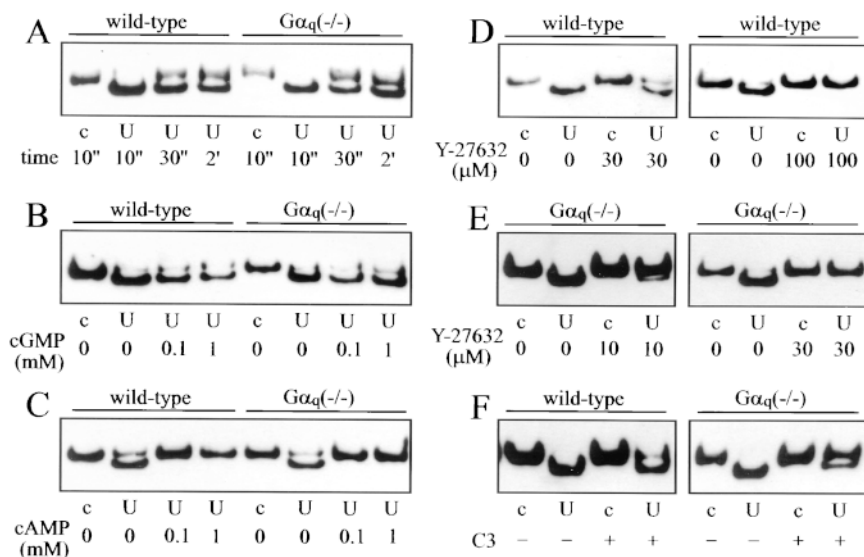 A
wild-type Gαq(-/-)
c U U U c U U U
time 10" 10" 30" 2' 10" 10" 30" 2'
B
wild-type Gαq(-/-)
c U U U c U U U
cGMP (mM) 0 0 0.1 1 0 0 0.1 1
C
wild-type Gαq(-/-)
c U U U c U U U
cAMP (mM) 0 0 0.1 1 0 0 0.1 1
D
wild-type wild-type
c U c U c U c U
Y-27632 (µM) 0 0 30 30 0 0 100 100
E
Gαq(-/-) Gαq(-/-)
c U c U c U c U
Y-27632 (µM) 0 0 10 10 0 0 30 30
F
wild-type Gαq(-/-)
c U c U c U c U
C3 – – + + – – + +